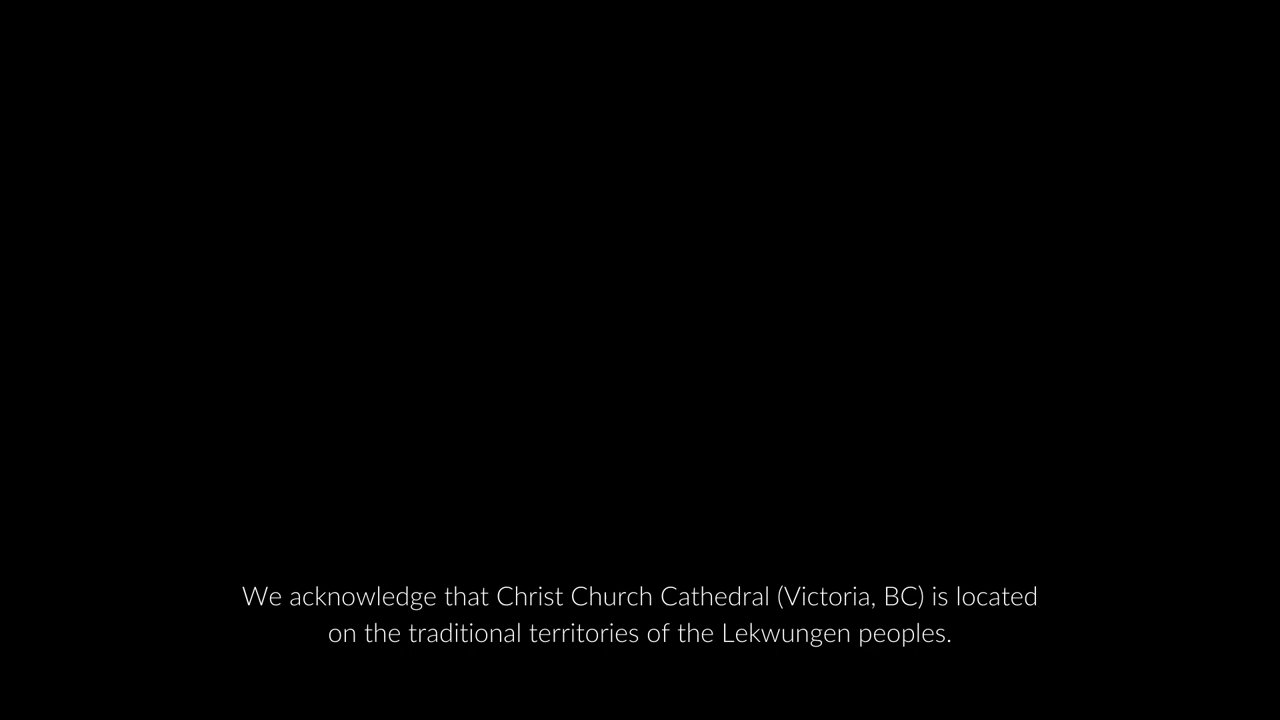 We acknowledge that Christ Church Cathedral (Victoria, BC) is located
on the traditional territories of the Lekwungen peoples.